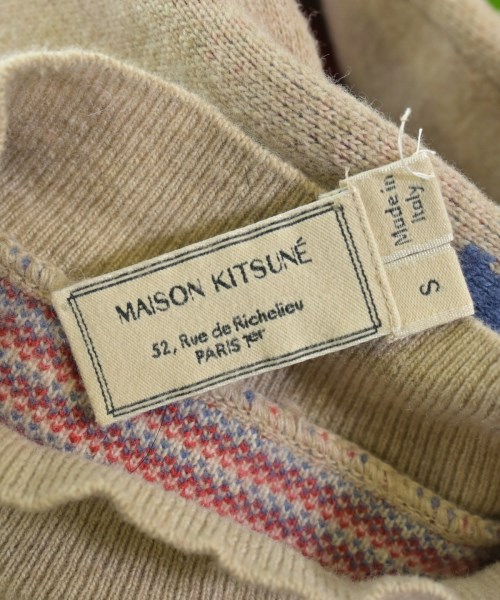 MAISON KITSUNÉ
52, Rue de Richelieu
PARIS 1er
Made in
Italy
S